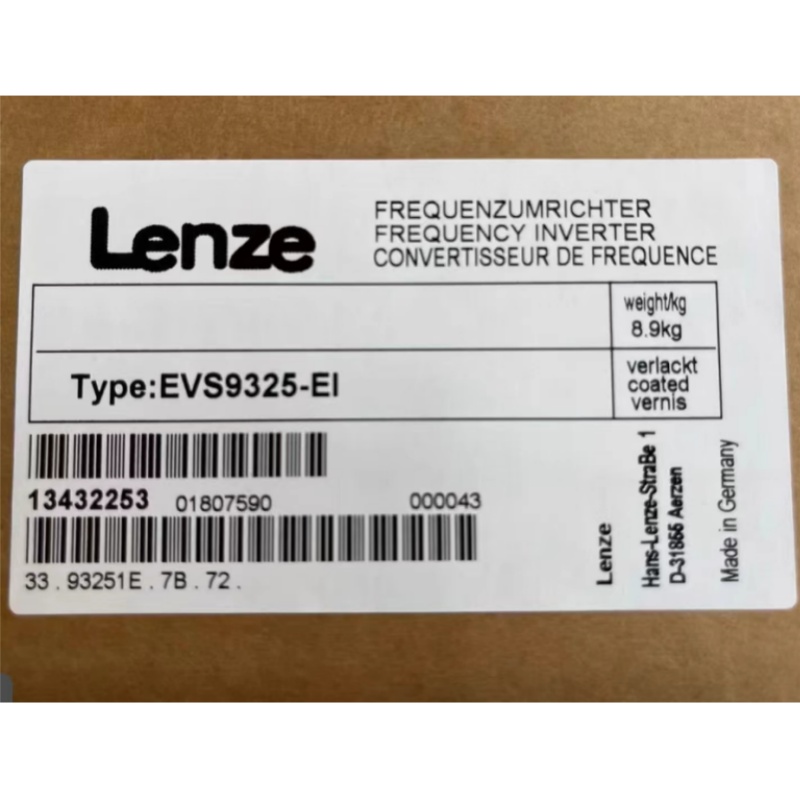 Lenze
FREQUENZUMRICHTER
FREQUENCY INVERTER
CONVERTISSEUR DE FREQUENCE
weight/kg
8.9kg
Type:EVS9325-EI
verlackt
coated
vernis
13432253 01807590 000043
33 . 93251E . 7B . 72 .
Lenze
Hans-Lenze-StraBe 1
D-31855 Aerzen
Made in Germany